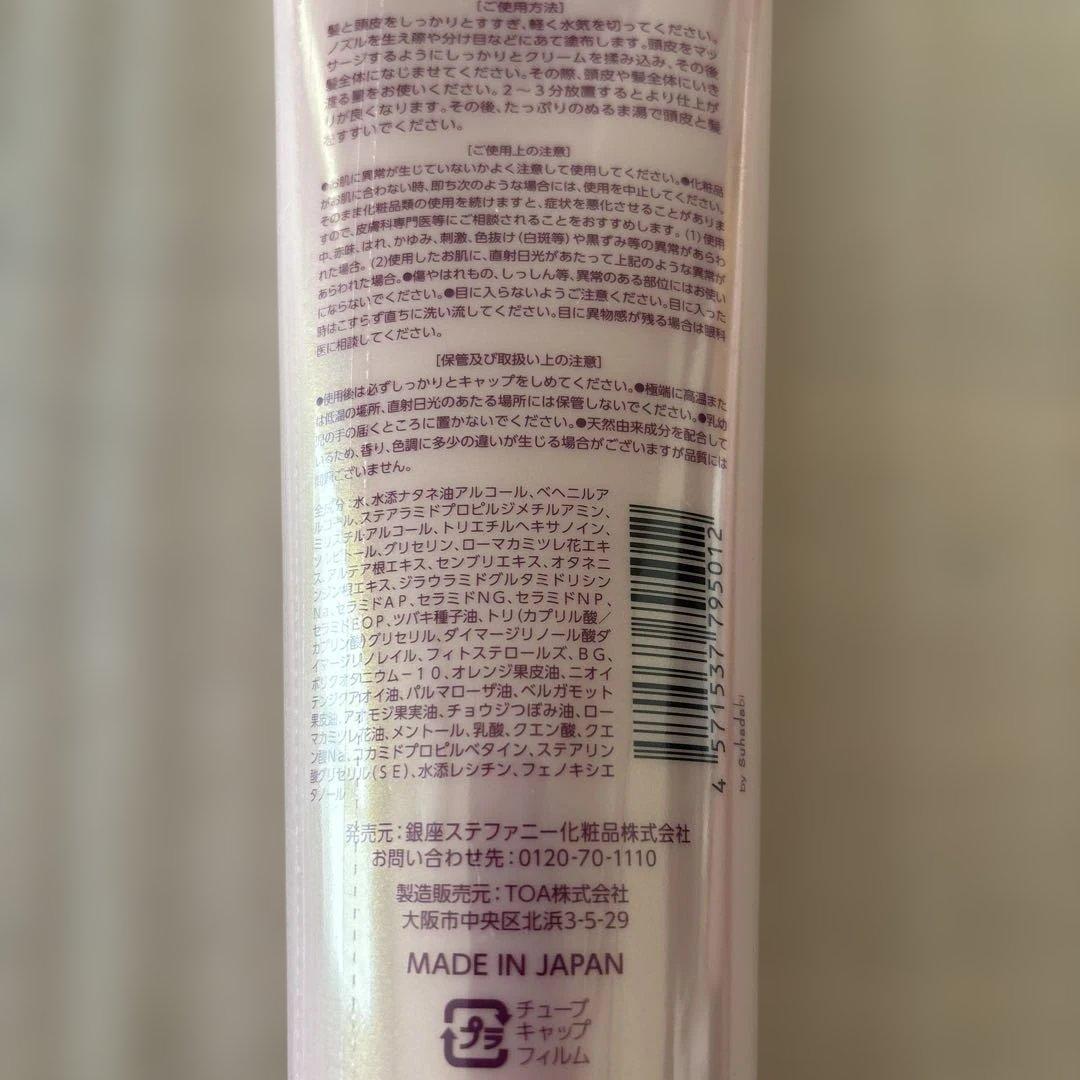 [ご使用方法]
髪と頭皮をしっかりとすすぎ、軽く水気を切ってください。
ノズルを生え際や分け目などにあて塗布します。頭皮をマッ
サージするようにしっかりとクリームを揉み込み、その後
髪全体になじませてください。その際、頭皮や髪全体にいき
渡る量をお使いください。2～3分放置するとより仕上が
りが良くなります。その後、たっぷりのぬるま湯で頭皮と髪
をすすいでください。
[ご使用上の注意]
●お肌に異常が生じていないかよく注意して使用してください。●化粧品
がお肌に合わない時、即ち次のような場合には、使用を中止してください。
そのまま化粧品類の使用を続けますと、症状を悪化させることがありま
すので、皮膚科専門医等にご相談されることをおすすめします。(1)使用
中、赤味、はれ、かゆみ、刺激、色抜け(白斑等)や黒ずみ等の異常があらわ
れた場合。(2)使用したお肌に、直射日光があたって上記のような異常が
あらわれた場合。●傷やはれもの、しっしん等、異常のある部位にはお使い
にならないでください。●目に入らないようご注意ください。目に入った
時はこすらず直ちに洗い流してください。目に異物感が残る場合は眼科
医に相談してください。
[保管及び取扱い上の注意]
●使用後は必ずしっかりとキャップをしめてください。●極端に高温また
は低温の場所、直射日光のあたる場所には保管しないでください。●乳幼
児の手の届くところに置かないでください。●天然由来成分を配合して
いるため、香り、色調に多少の違いが生じる場合がございますが品質には
問題ございません。
全成分:水、水添ナタネ油アルコール、ベヘニルア
ルコール、ステアラミドプロピルジメチルアミン、
ミリスチルアルコール、トリエチルヘキサノイン、
ソルビトール、グリセリン、ローマカミツレ花エキ
ス、アルテア根エキス、センブリエキス、オタネニ
ンジン根エキス、ジラウラミドグルタミドリシン
Na、セラミドAP、セラミドNG、セラミドNP、
セラミドEOP、ツバキ種子油、トリ(カプリル酸／
カプリン酸)グリセリル、ダイマージリノール酸ダ
イマージリノレイル、フィトステロールズ、BG、
ポリクオタニウム−10、オレンジ果皮油、ニオイ
テンジクアオイ油、パルマローザ油、ベルガモット
果皮油、アオモジ果実油、チョウジつぼみ油、ロー
マカミツレ花油、メントール、乳酸、クエン酸、クエ
ン酸Na、コカミドプロピルベタイン、ステアリン
酸グリセリル(SE)、水添レシチン、フェノキシエ
タノール
4 571537 795012
by Suhadabi
発売元:銀座ステファニー化粧品株式会社
お問い合わせ先:0120-70-1110
製造販売元:TOA株式会社
大阪市中央区北浜3-5-29
MADE IN JAPAN
プラ
チューブ
キャップ
フィルム